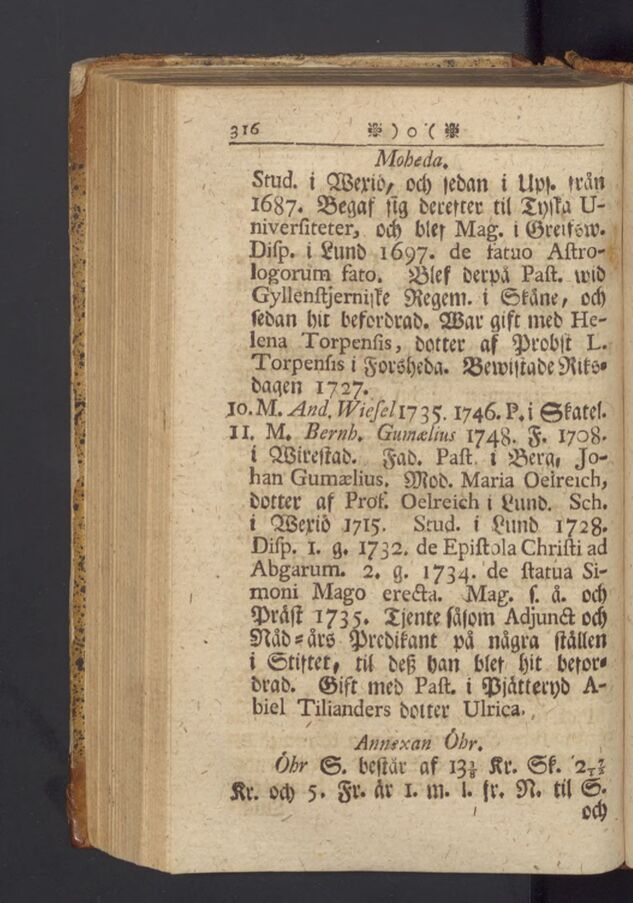 316 ❈ ) o ( ❈
Moheda.
Stud. i Wexiö, och sedan i Ups. från
1687. Begaf sig derefter til Tyska U-
niversiteter, och blef Mag. i Greifsw.
Disp. i Lund 1697. de fatuo Astro-
logorum fato. Blef derpå Past. wid
Gyllenstjerniske Regem. i Skåne, och
sedan hit befordrad. War gift med He-
lena Torpensis, dotter af Probst L.
Torpensis i Forsheda. Bewistade Riks-
dagen 1727.
10. M. And. Wiesel 1735. 1746. P. i Skatel.
11. M. Bernh. Gumælius 1748. F. 1708.
i Wirestad. Fad. Past. i Berg, Jo-
han Gumælius. Mod. Maria Oelreich,
dotter af Prof. Oelreich i Lund. Sch.
i Wexiö 1715. Stud. i Lund 1728.
Disp. 1. g. 1732. de Epistola Christi ad
Abgarum. 2. g. 1734. de statua Si-
moni Mago erecta. Mag. s. å. och
Präst 1735. Tjente såsom Adjunct och
Nåd-års Predikant på några ställen
i Stiftet, til deß han blef hit befor-
drad. Gift med Past. i Pjätteryd A-
biel Tilianders dotter Ulrica.
Annexan Öhr.
Öhr S. består af 13 1/8 Kr. Sk.
Kr. och 5. Fr. är 1. m. l. fr. N. til S.
och